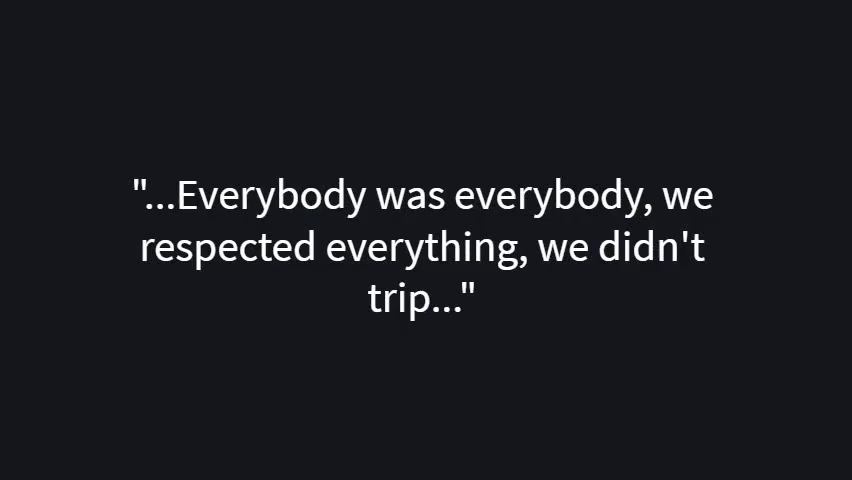 "...Everybody was everybody, we
respected everything, we didn't
trip..."